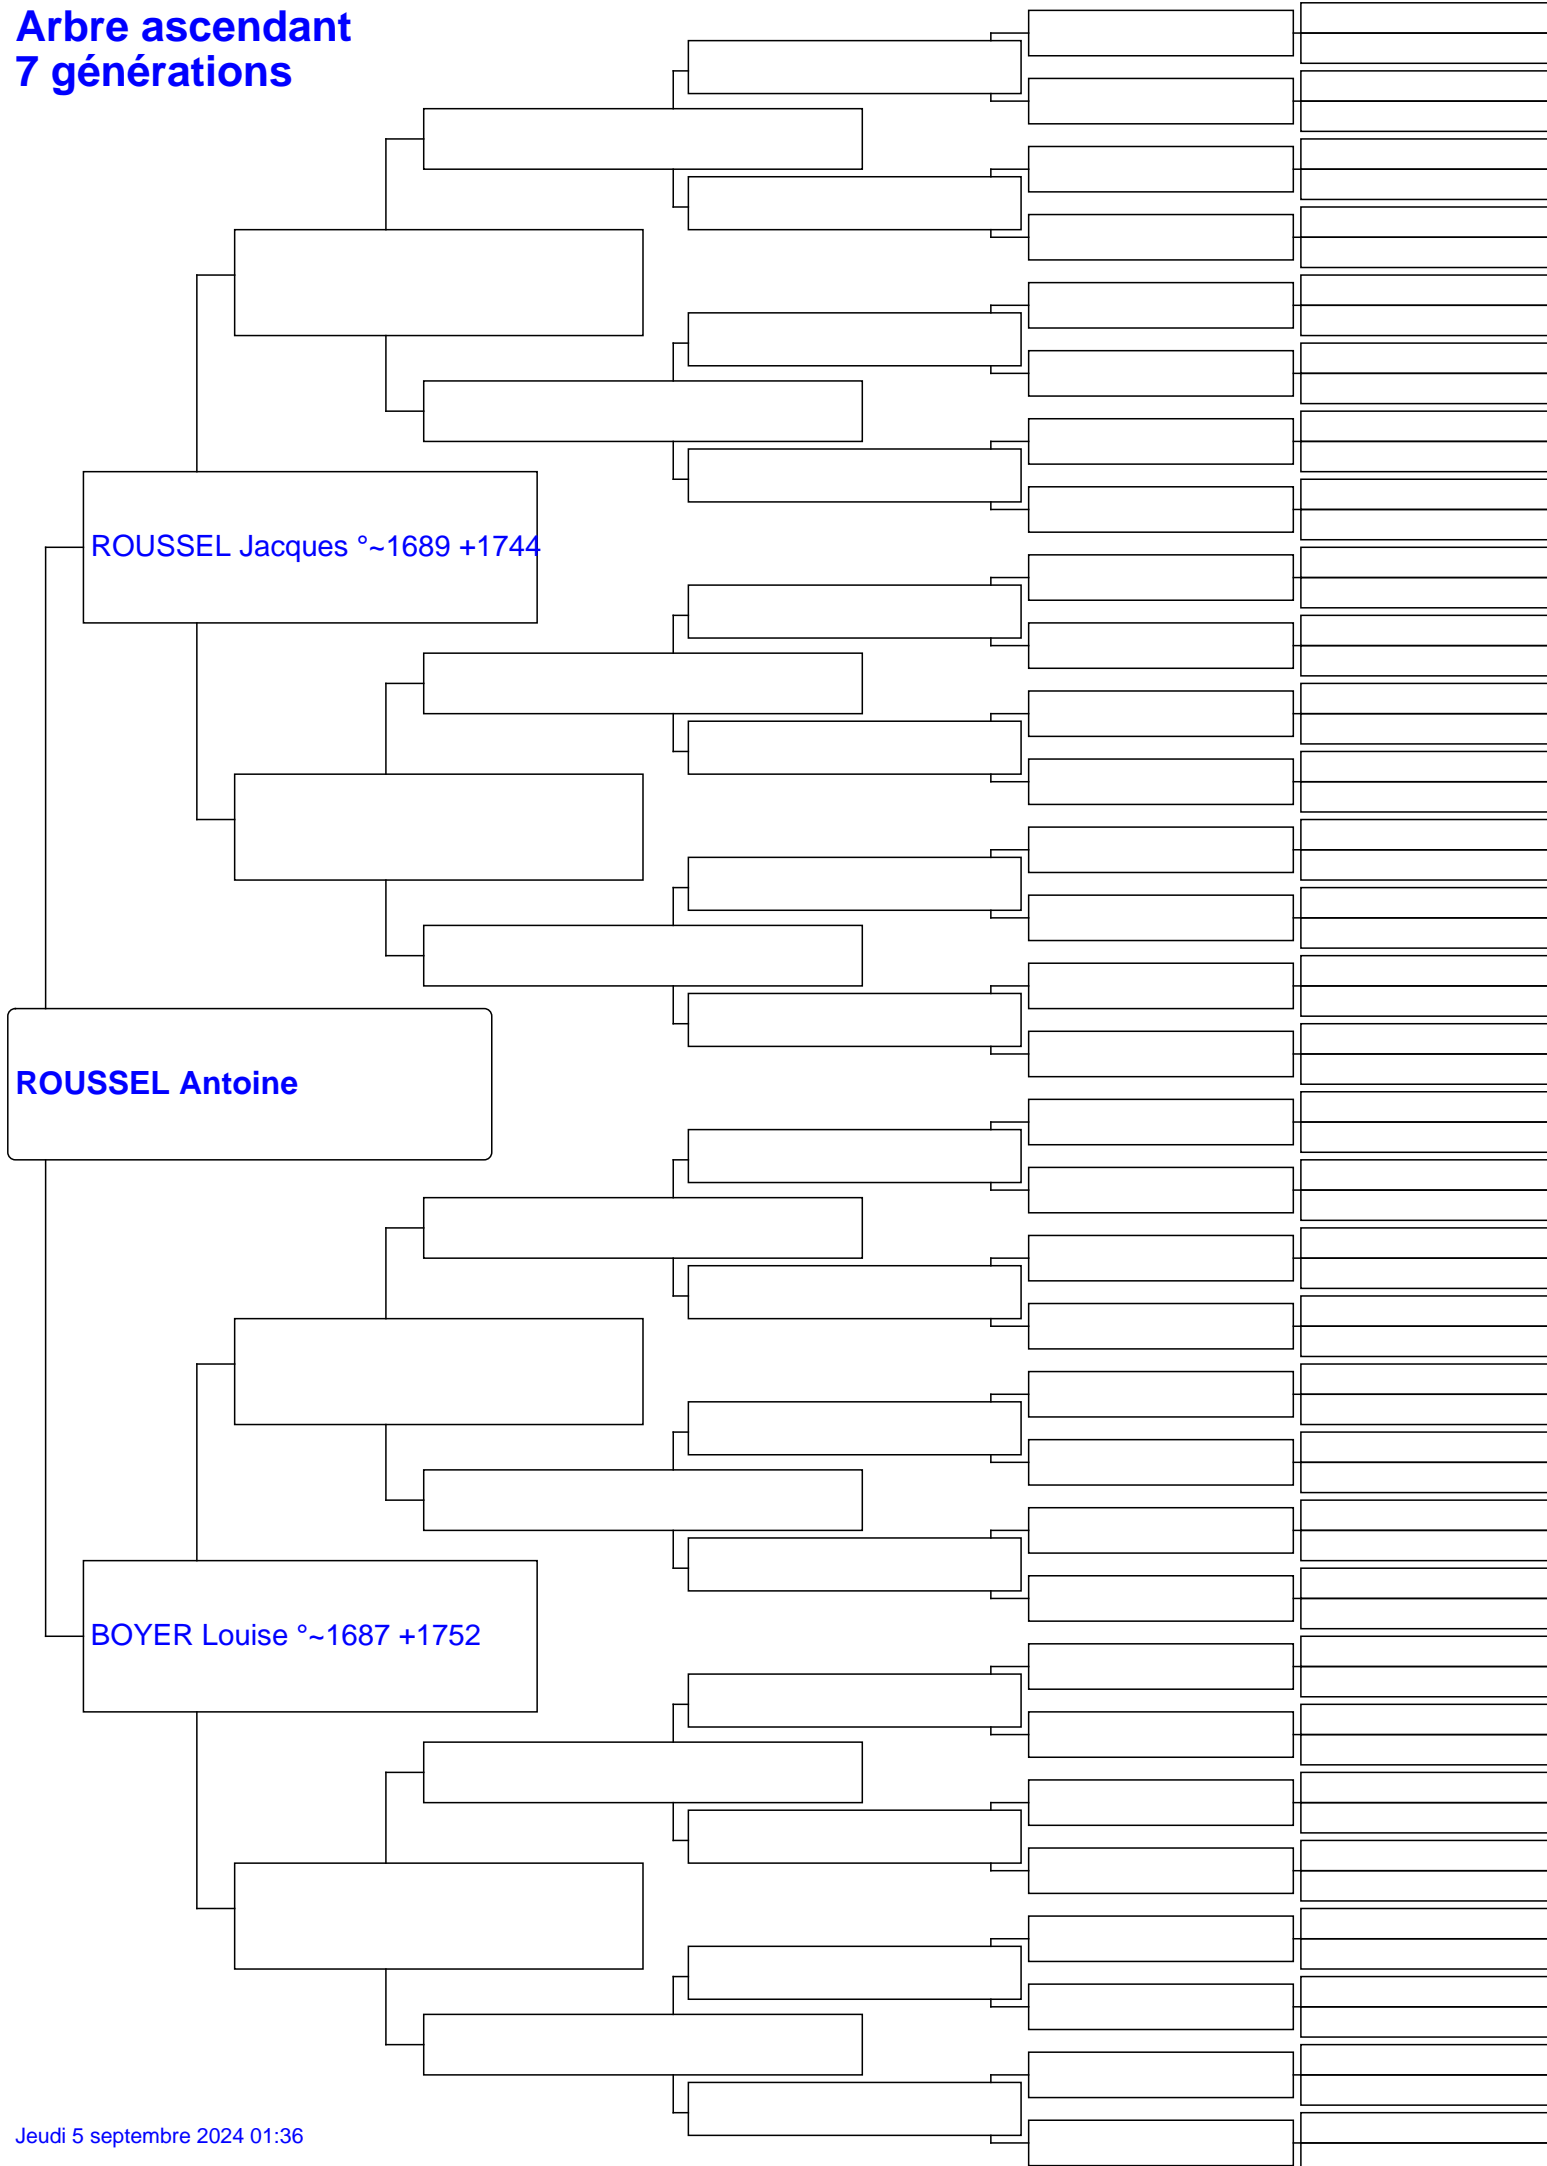 Arbre ascendant
7 générations
ROUSSEL Jacques °~1689 +1744
ROUSSEL Antoine
BOYER Louise °~1687 +1752
Jeudi 5 septembre 2024 01:36